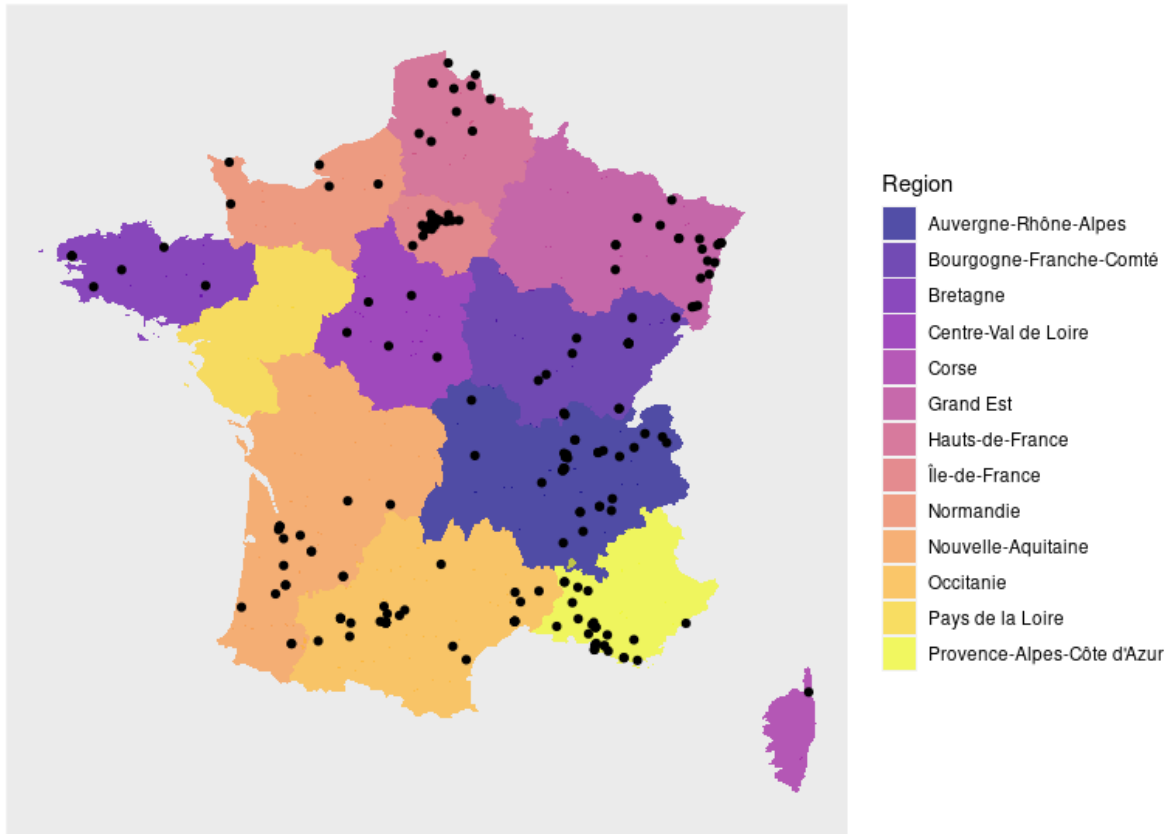 Region
Auvergne-Rhône-Alpes
Bourgogne-Franche-Comté
Bretagne
Centre-Val de Loire
Corse
Grand Est
Hauts-de-France
Île-de-France
Normandie
Nouvelle-Aquitaine
Occitanie
Pays de la Loire
Provence-Alpes-Côte d'Azur